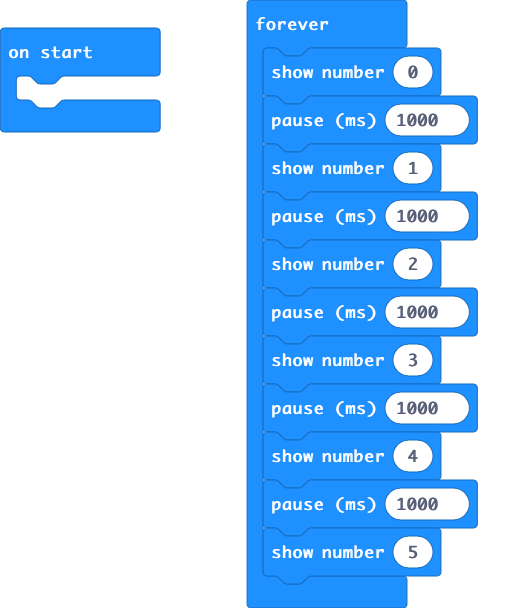 on start
forever
show number 0
pause (ms) 1000
show number 1
pause (ms) 1000
show number 2
pause (ms) 1000
show number 3
pause (ms) 1000
show number 4
pause (ms) 1000
show number 5